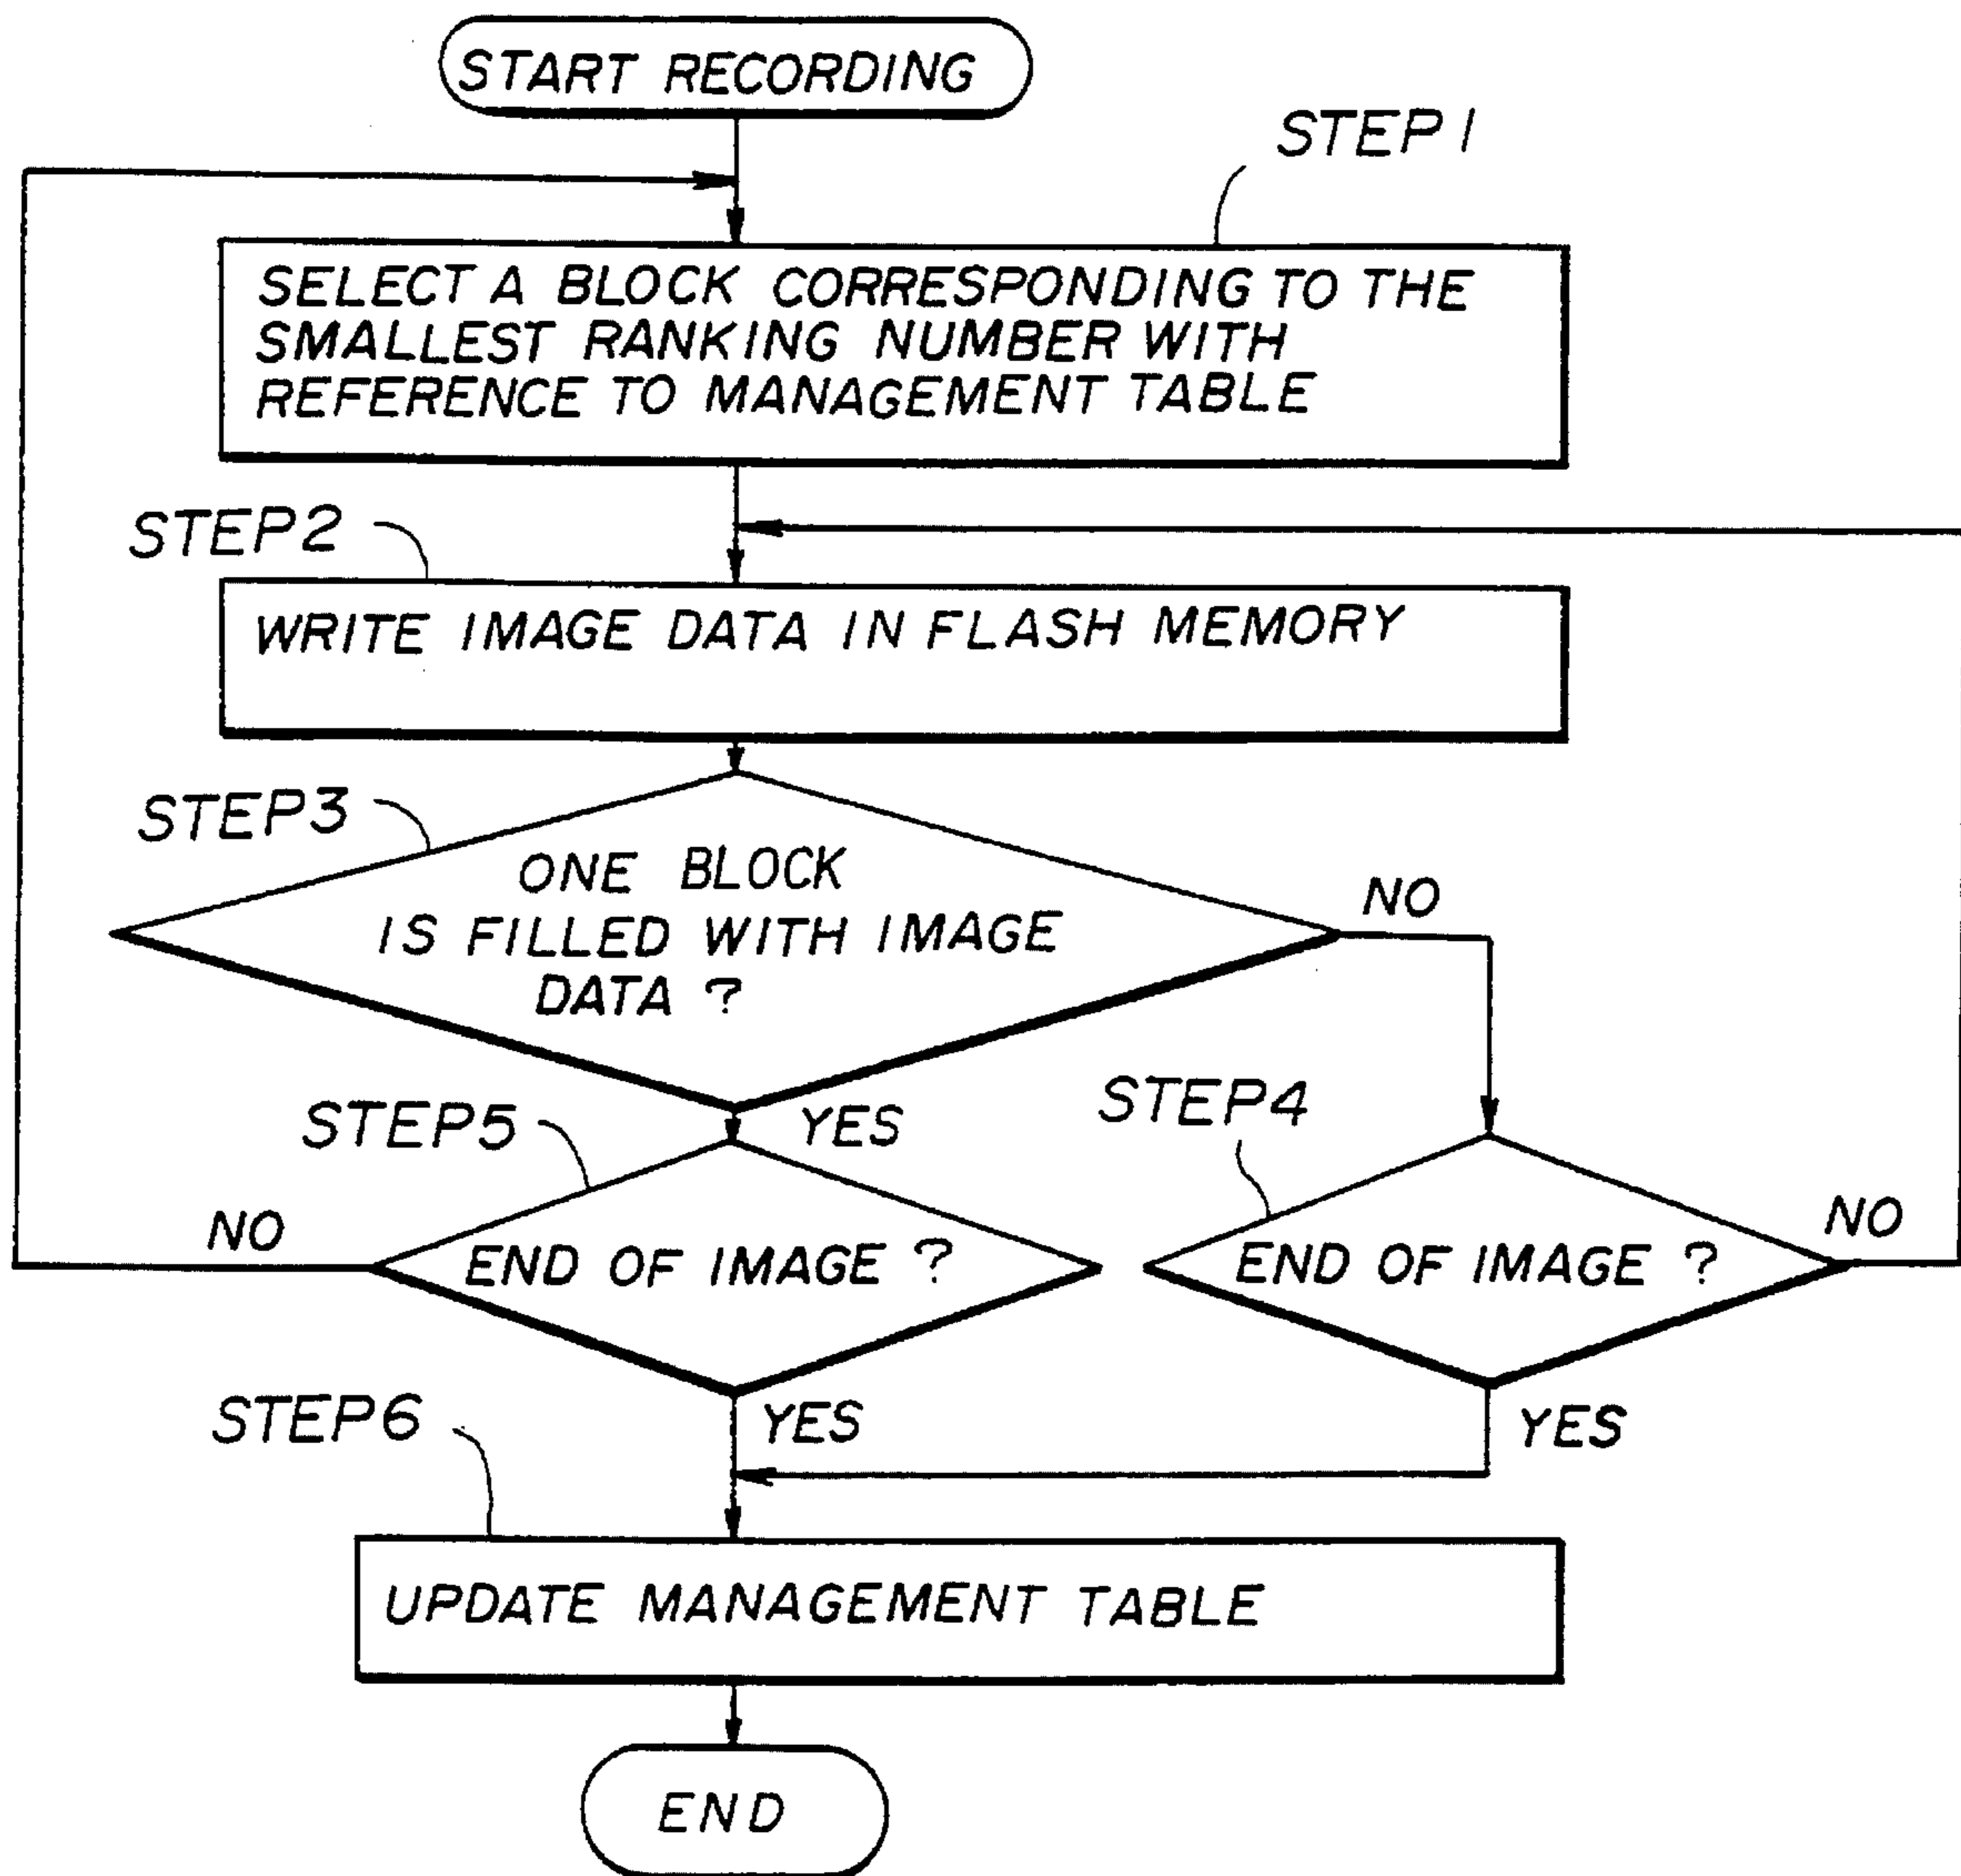 START RECORDING
STEP 1
SELECT A BLOCK CORRESPONDING TO THE
SMALLEST RANKING NUMBER WITH
REFERENCE TO MANAGEMENT TABLE
STEP2
WRITE IMAGE DATA IN FLASH MEMORY
STEP3
ONE BLOCK
IS FILLED WITH IMAGE
DATA ?
NO
YES
STEP5
STEP4
NO
END OF IMAGE ?
END OF IMAGE ?
NO
YES
YES
STEP6
UPDATE MANAGEMENT TABLE
END